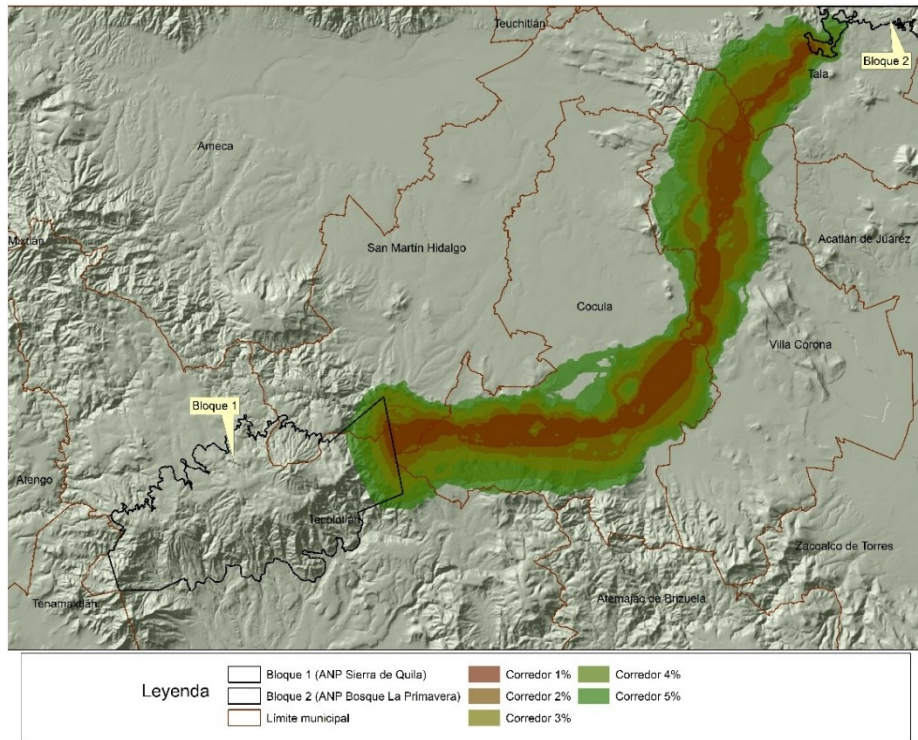 Teuchitlán
Bloque 2
Tala
Ameca
Mixtlán
San Martín Hidalgo
Acatlán de Juárez
Cocula
Villa Corona
Bloque 1
Atengo
Tecolotlán
Zacoalco de Torres
Tenamaxtlán
Atemajac de Brizuela
Leyenda
Bloque 1 (ANP Sierra de Quila)
Bloque 2 (ANP Bosque La Primavera)
Límite municipal
Corredor 1%
Corredor 2%
Corredor 3%
Corredor 4%
Corredor 5%